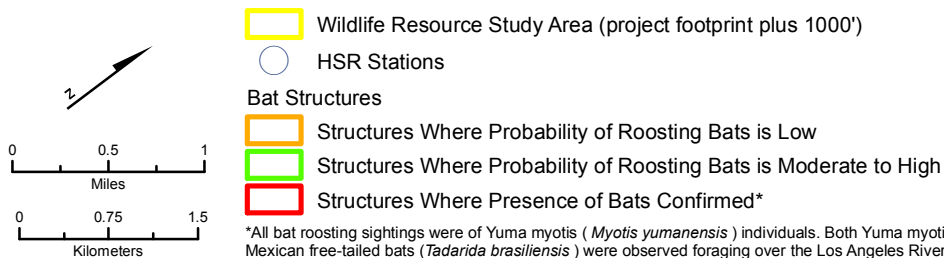 Wildlife Resource Study Area (project footprint plus 1000')
HSR Stations
Bat Structures
Structures Where Probability of Roosting Bats is Low
Structures Where Probability of Roosting Bats is Moderate to High
Structures Where Presence of Bats Confirmed*
*All bat roosting sightings were of Yuma myotis ( Myotis yumanensis ) individuals. Both Yuma myoti
Mexican free-tailed bats (Tadarida brasiliensis ) were observed foraging over the Los Angeles River
N
0 0.5 1
Miles
0 0.75 1.5
Kilometers